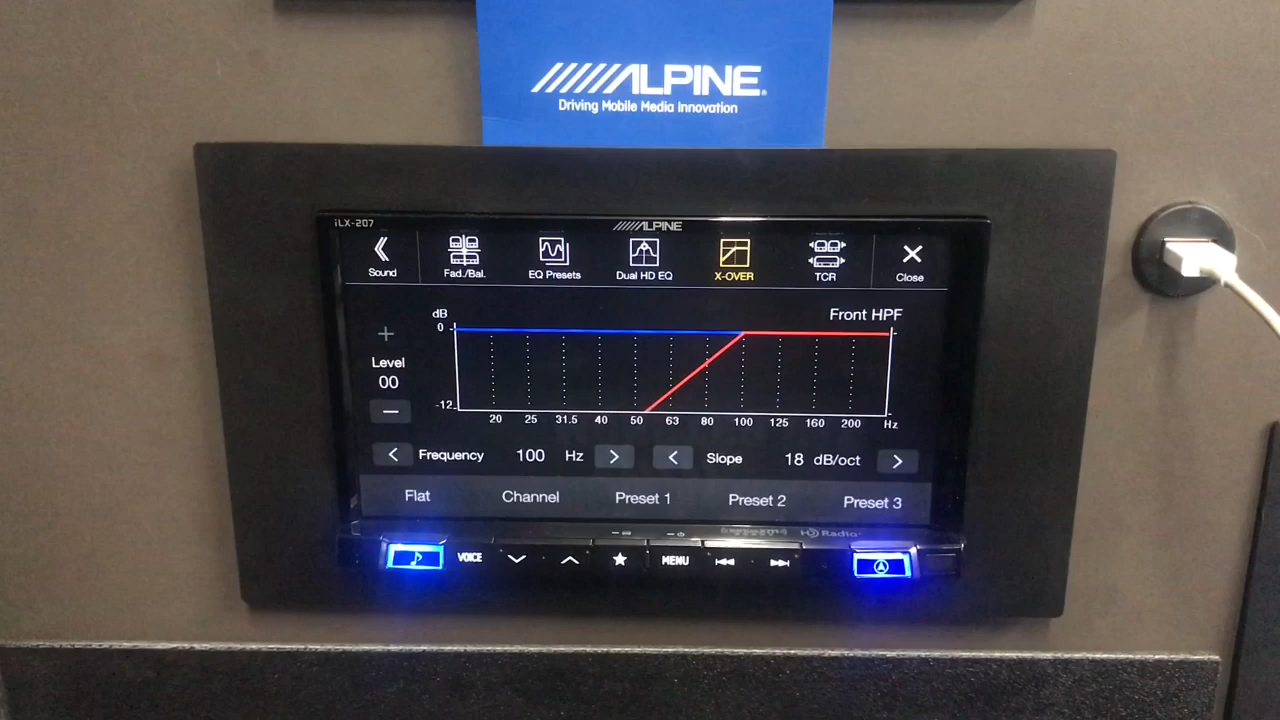 ALPINE
Driving Mobile Media Innovation
iLX-207
ALPINE
Sound
Fad./Bal.
EQ Presets
Dual HD EQ
X-OVER
TCR
Close
dB
Front HPF
0
Level
00
-12
20 25 31.5 40 50 63 80 100 125 160 200 Hz
Frequency 100 Hz
Slope 18 dB/oct
Flat
Channel
Preset 1
Preset 2
Preset 3
HD Radio
VOICE
MENU